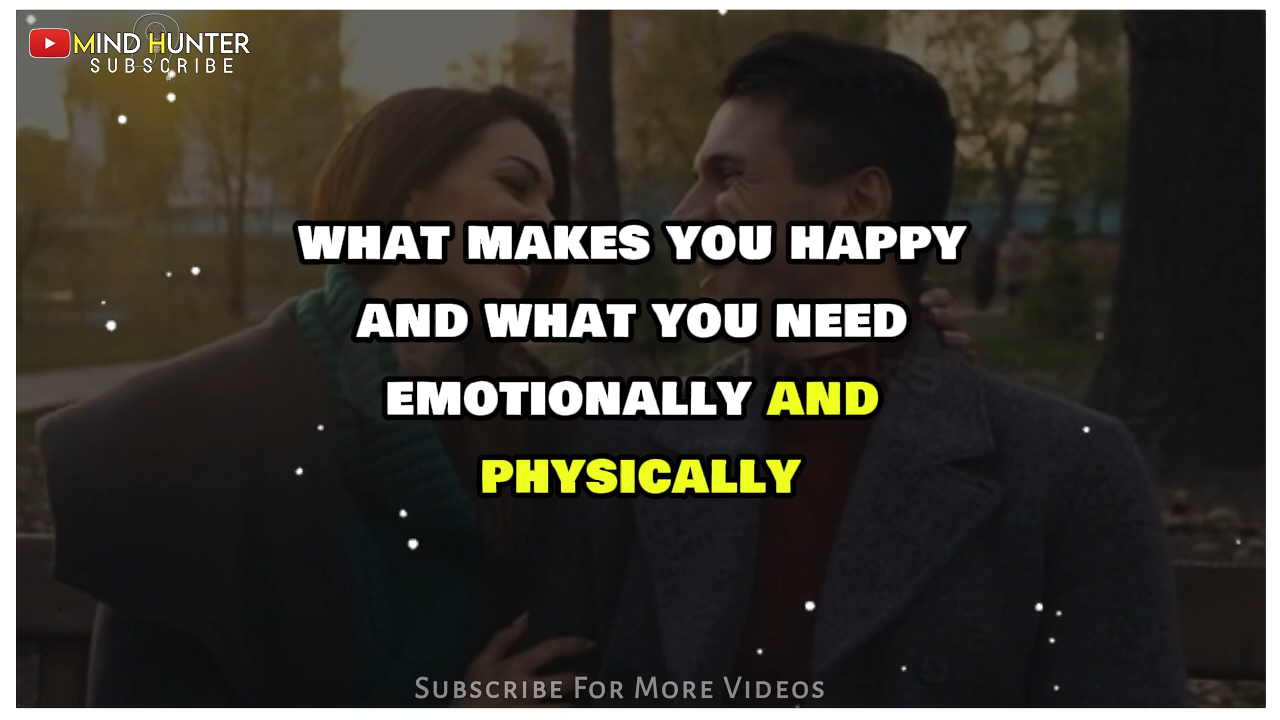 MIND HUNTER
SUBSCRIBE
WHAT MAKES YOU HAPPY
AND WHAT YOU NEED
EMOTIONALLY AND
PHYSICALLY
SUBSCRIBE FOR MORE VIDEOS